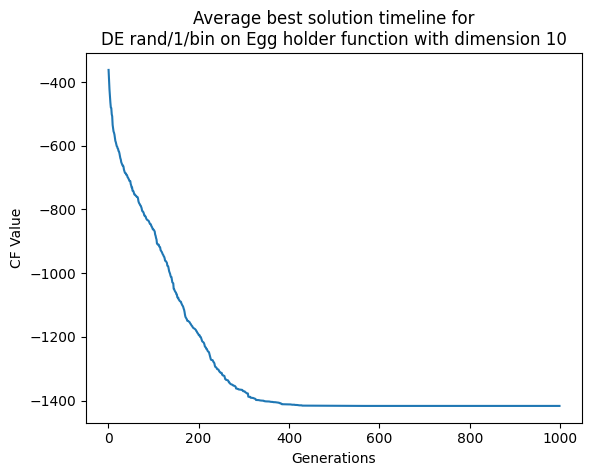 Average best solution timeline for
DE rand/1/bin on Egg holder function with dimension 10
−400
−600
−800
−1000
−1200
−1400
CF Value
0 200 400 600 800 1000
Generations